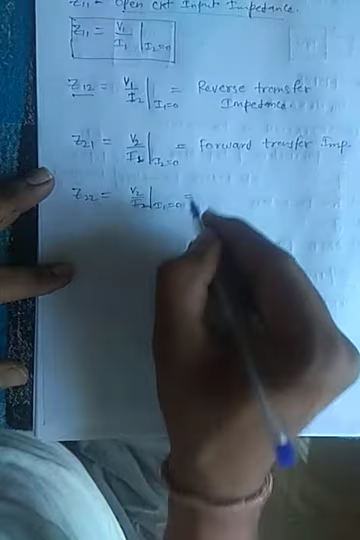 Z11 = Open ckt Input Impedance.
Z11 = V1/I1 | I2=0
Z12 = V1/I2 | I1=0 = Reverse transfer
Impedance.
Z21 = V2/I1 | I2=0 = forward transfer Imp.
Z22 = V2/I2 | I1=0 =